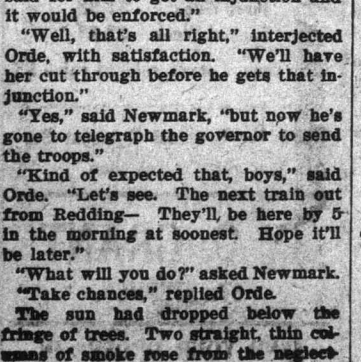 it would be enforced."
"Well, that's all right," interjected
Orde, with satisfaction. "We'll have
her cut through before he gets that in-
junction."
"Yes," said Newmark, "but now he's
gone to telegraph the governor to send
the troops."
"Kind of expected that, boys," said
Orde. "Let's see. The next train out
from Redding— They'll, be here by 5
in the morning at soonest. Hope it'll
be later."
"What will you do?" asked Newmark.
"Take chances," replied Orde.
The sun had dropped below the
fringe of trees. Two straight, thin col-
umns of smoke rose from the neglect-